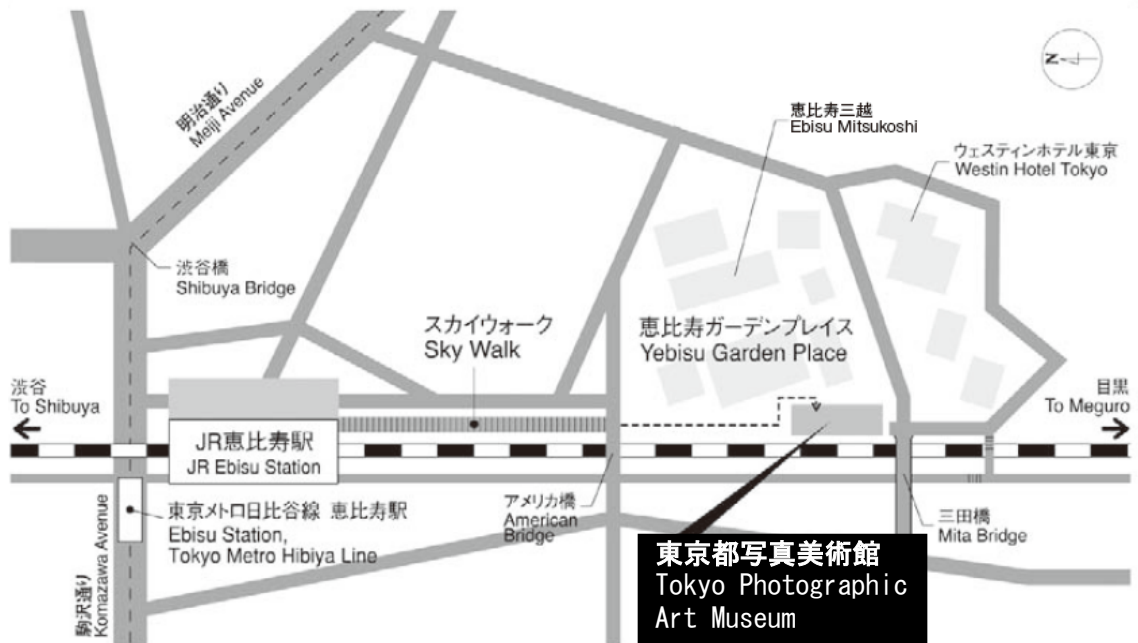 明治通り
Meiji Avenue
N
恵比寿三越
Ebisu Mitsukoshi
ウェスティンホテル東京
Westin Hotel Tokyo
渋谷橋
Shibuya Bridge
スカイウォーク
Sky Walk
恵比寿ガーデンプレイス
Yebisu Garden Place
渋谷
To Shibuya
目黒
To Meguro
JR恵比寿駅
JR Ebisu Station
東京メトロ日比谷線 恵比寿駅
Ebisu Station,
Tokyo Metro Hibiya Line
アメリカ橋
American
Bridge
三田橋
Mita Bridge
駒沢通り
Komazawa Avenue
東京都写真美術館
Tokyo Photographic
Art Museum